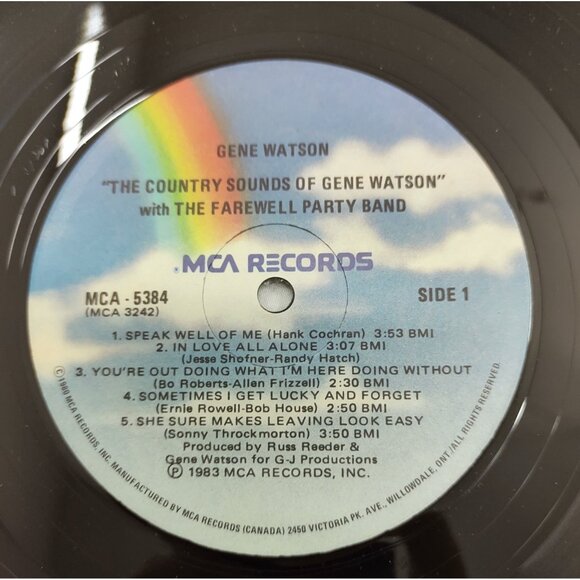 GENE WATSON
"THE COUNTRY SOUNDS OF GENE WATSON"
with THE FAREWELL PARTY BAND
MCA RECORDS
MCA - 5384
(MCA 3242)
SIDE 1
1. SPEAK WELL OF ME (Hank Cochran) 3:53 BMI
2. IN LOVE ALL ALONE 3:07 BMI
(Jesse Shofner-Randy Hatch)
3. YOU'RE OUT DOING WHAT I'M HERE DOING WITHOUT
(Bo Roberts-Allen Frizzell) 2:30 BMI
4. SOMETIMES I GET LUCKY AND FORGET
(Ernie Rowell-Bob House) 2:50 BMI
5. SHE SURE MAKES LEAVING LOOK EASY
(Sonny Throckmorton) 3:50 BMI
Produced by Russ Reeder &
Gene Watson for G-J Productions
Ⓟ 1983 MCA RECORDS, INC.
© 1980 MCA RECORDS, INC. MANUFACTURED BY MCA RECORDS (CANADA) 2450 VICTORIA PK. AVE., WILLOWDALE, ONT./ALL RIGHTS RESERVED.